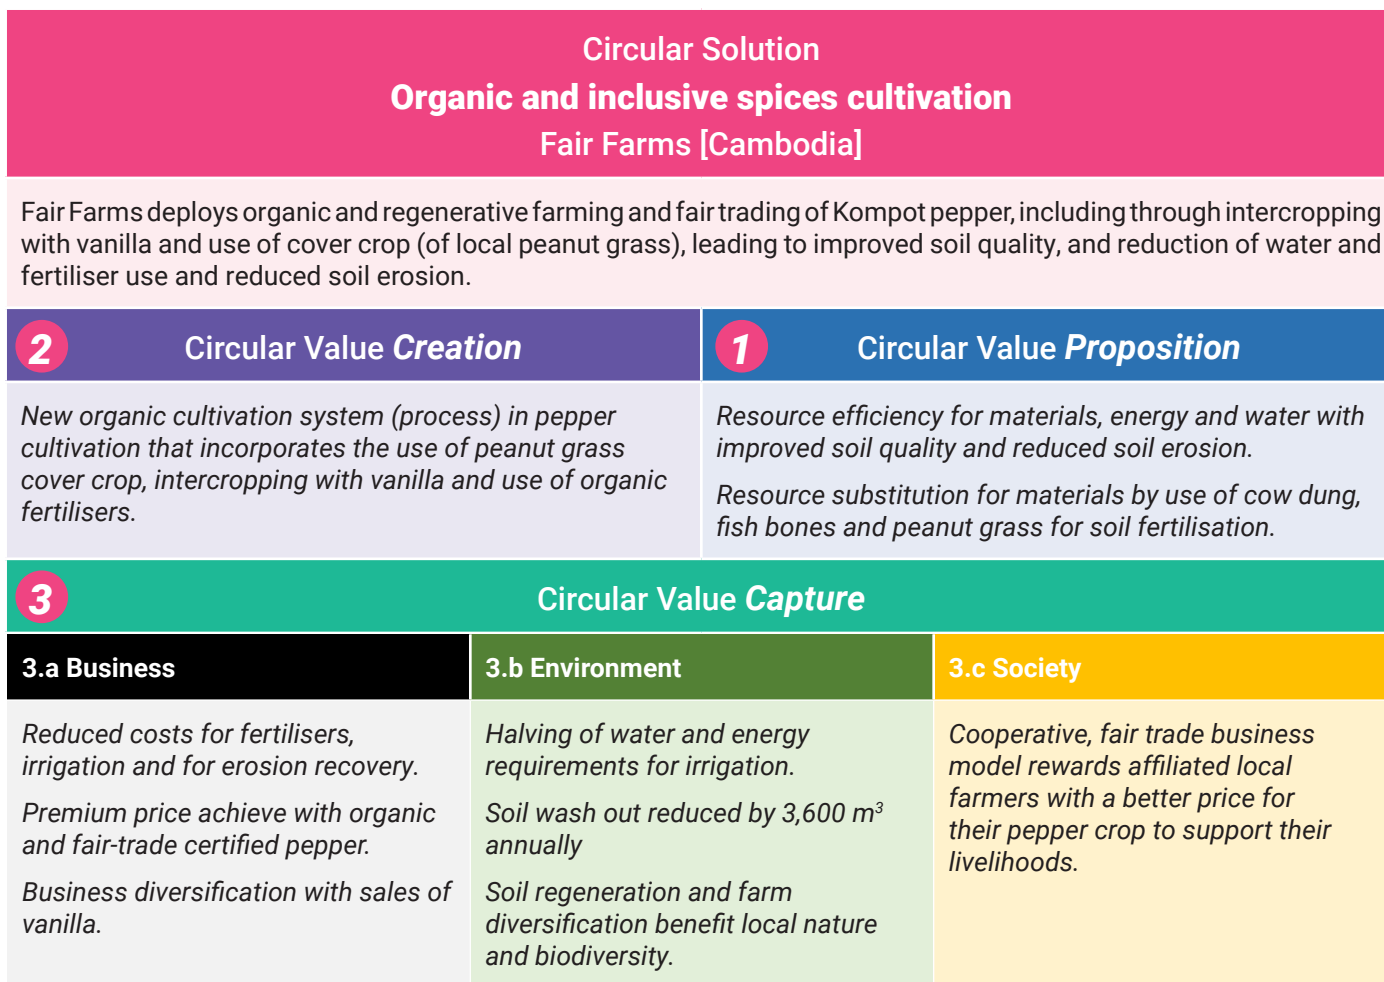 Circular Solution
Organic and inclusive spices cultivation
Fair Farms [Cambodia]
Fair Farms deploys organic and regenerative farming and fair trading of Kompot pepper, including through intercropping
with vanilla and use of cover crop (of local peanut grass), leading to improved soil quality, and reduction of water and
fertiliser use and reduced soil erosion.
2
Circular Value Creation
New organic cultivation system (process) in pepper
cultivation that incorporates the use of peanut grass
cover crop, intercropping with vanilla and use of organic
fertilisers.
1
Circular Value Proposition
Resource efficiency for materials, energy and water with
improved soil quality and reduced soil erosion.
Resource substitution for materials by use of cow dung,
fish bones and peanut grass for soil fertilisation.
3
Circular Value Capture
3.a Business
Reduced costs for fertilisers,
irrigation and for erosion recovery.
Premium price achieve with organic
and fair-trade certified pepper.
Business diversification with sales of
vanilla.
3.b Environment
Halving of water and energy
requirements for irrigation.
Soil wash out reduced by 3,600 m³
annually
Soil regeneration and farm
diversification benefit local nature
and biodiversity.
3.c Society
Cooperative, fair trade business
model rewards affiliated local
farmers with a better price for
their pepper crop to support their
livelihoods.